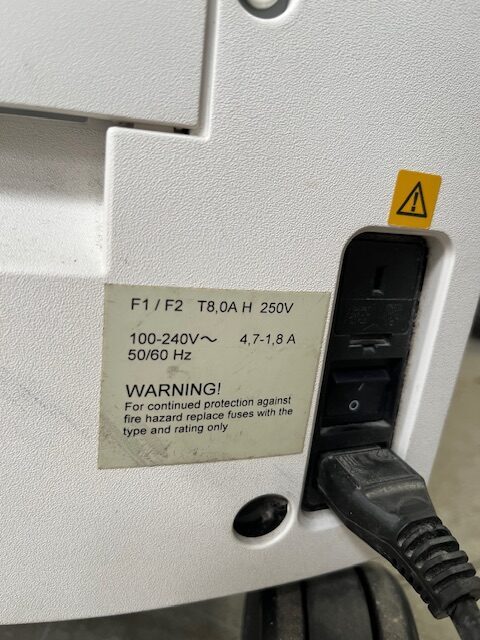 F1 / F2 T8,0A H 250V
100-240V~ 4,7-1,8 A
50/60 Hz
WARNING!
For continued protection against
fire hazard replace fuses with the
type and rating only